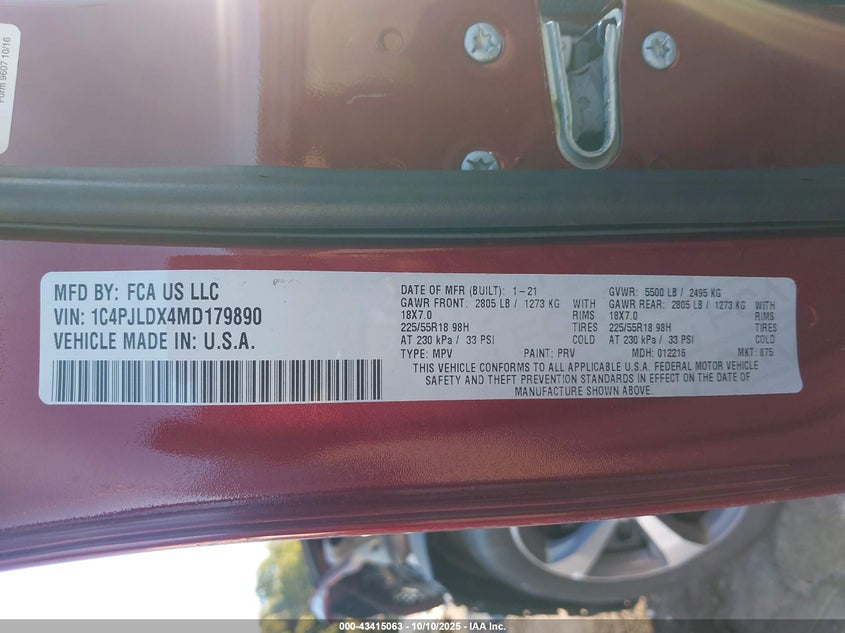 Form 9607 10/16
MFD BY: FCA US LLC
VIN: 1C4PJLDX4MD179890
VEHICLE MADE IN: U.S.A.
DATE OF MFR (BUILT): 1-21 GVWR: 5500 LB / 2495 KG
GAWR FRONT: 2805 LB / 1273 KG GAWR REAR: 2805 LB / 1273 KG
18X7.0 RIMS 18X7.0 RIMS
225/55R18 98H TIRES 225/55R18 98H TIRES
AT 230 kPa / 33 PSI COLD AT 230 kPa / 33 PSI COLD
TYPE: MPV PAINT: PRV MDH: 012216 MKT: 875
THIS VEHICLE CONFORMS TO ALL APPLICABLE U.S.A. FEDERAL MOTOR VEHICLE
SAFETY AND THEFT PREVENTION STANDARDS IN EFFECT ON THE DATE OF
MANUFACTURE SHOWN ABOVE.
000-43415063 - 10/10/2025 - IAA Inc.